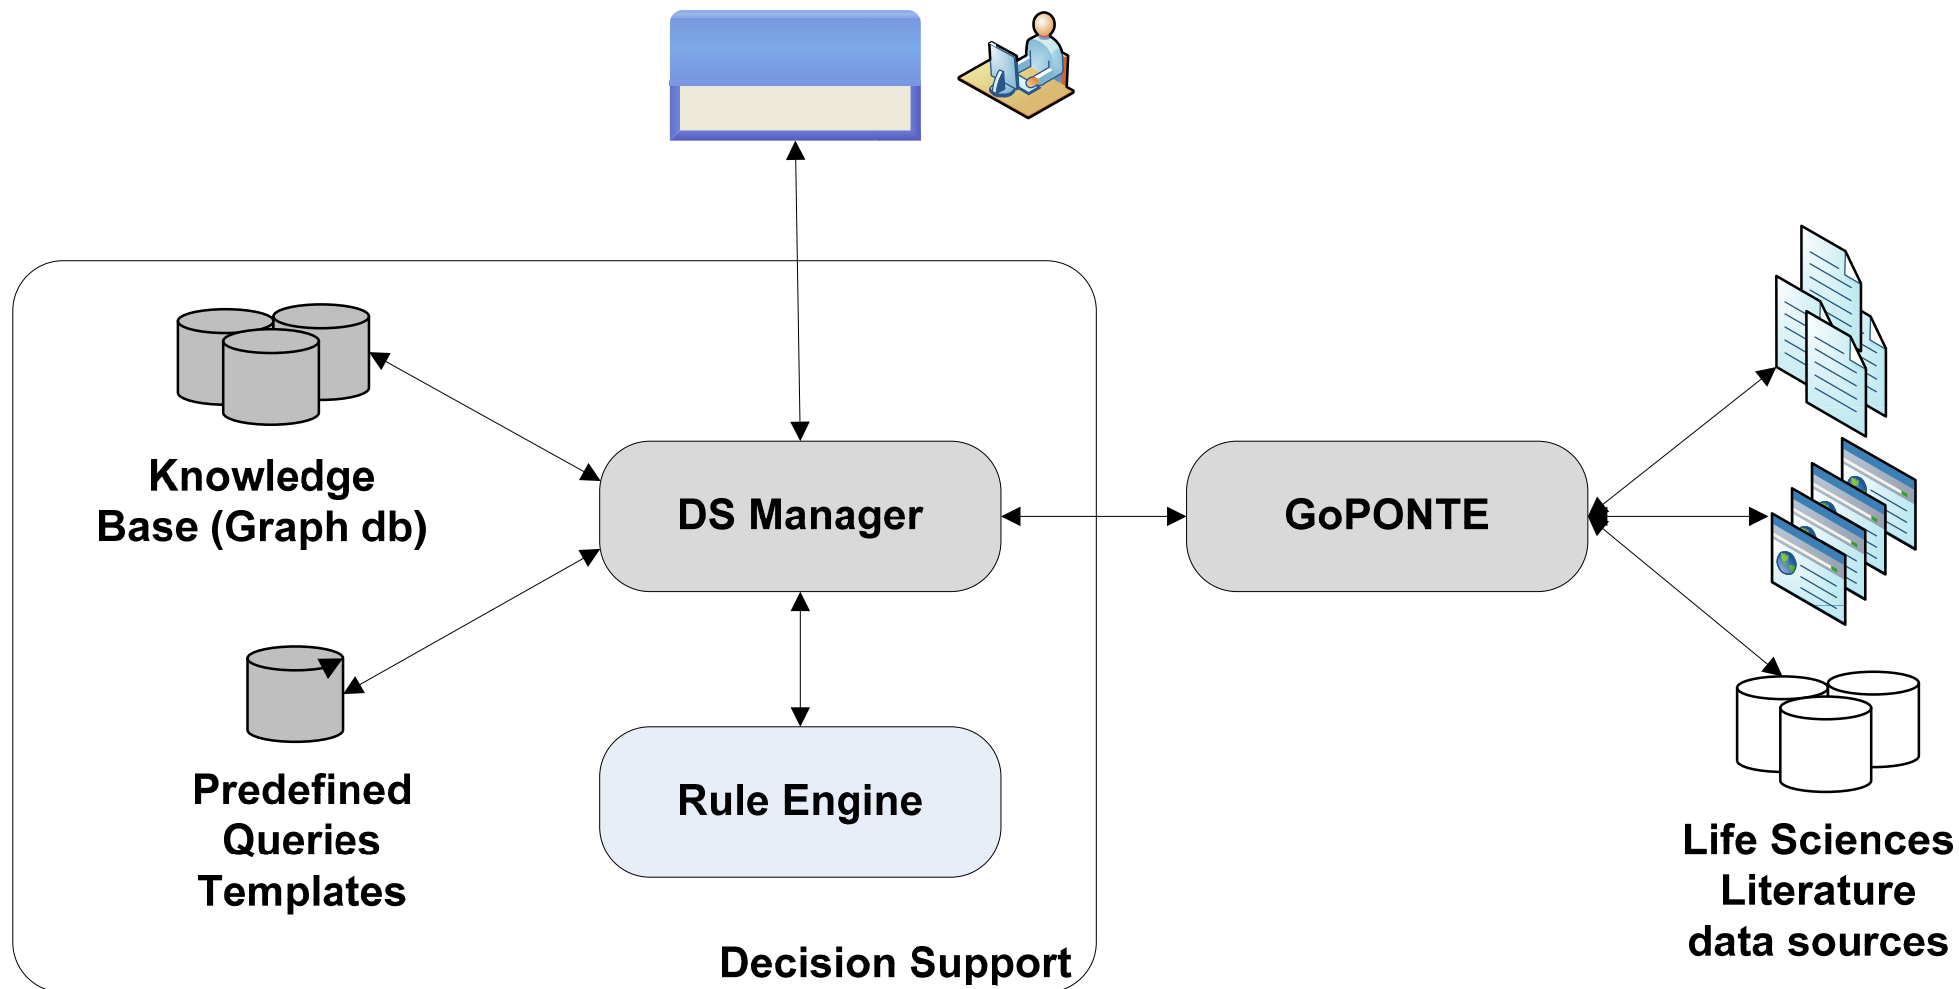 Knowledge
Base (Graph db)
DS Manager
GoPONTE
Predefined
Queries
Templates
Rule Engine
Life Sciences
Literature
data sources
Decision Support